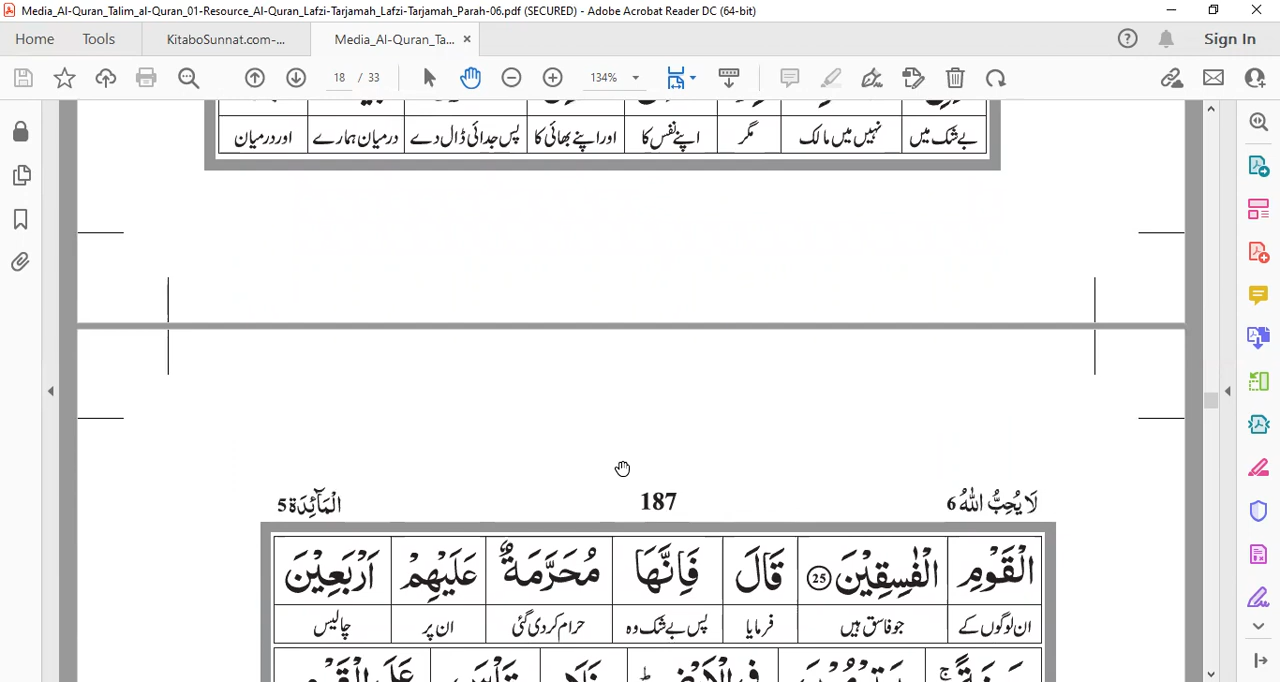 Media_Al-Quran_Talim_al-Quran_01-Resource_Al-Quran_Lafzi-Tarjamah_Lafzi-Tarjamah_Parah-06.pdf (SECURED) - Adobe Acrobat Reader DC (64-bit)
Home Tools KitaboSunnat.com-... Media_Al-Quran_Ta... × Sign In
18 / 33 134%
بےشک میں نہیں میں مالک مگر اپنے نفس کا اور اپنے بھائی کا پس جدائی ڈال دے درمیان ہمارے اور درمیان
لَا يُحِبُّ اللّٰهُ 6 187 الْمَآئِدَة 5
الْقَوْمِ الْفٰسِقِيْنَ 25 قَالَ فَاِنَّهَا مُحَرَّمَةٌ عَلَيْهِمْ اَرْبَعِيْنَ
ان لوگوں کے جو فاسق ہیں فرمایا پس بے شک وہ حرام کر دی گئی ان پر چالیس